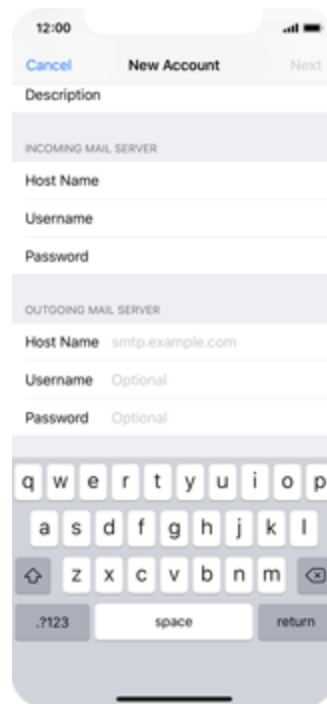 12:00
Cancel New Account Next
Description
INCOMING MAIL SERVER
Host Name
Username
Password
OUTGOING MAIL SERVER
Host Name smtp.example.com
Username Optional
Password Optional
q w e r t y u i o p
a s d f g h j k l
z x c v b n m
.?123 space return